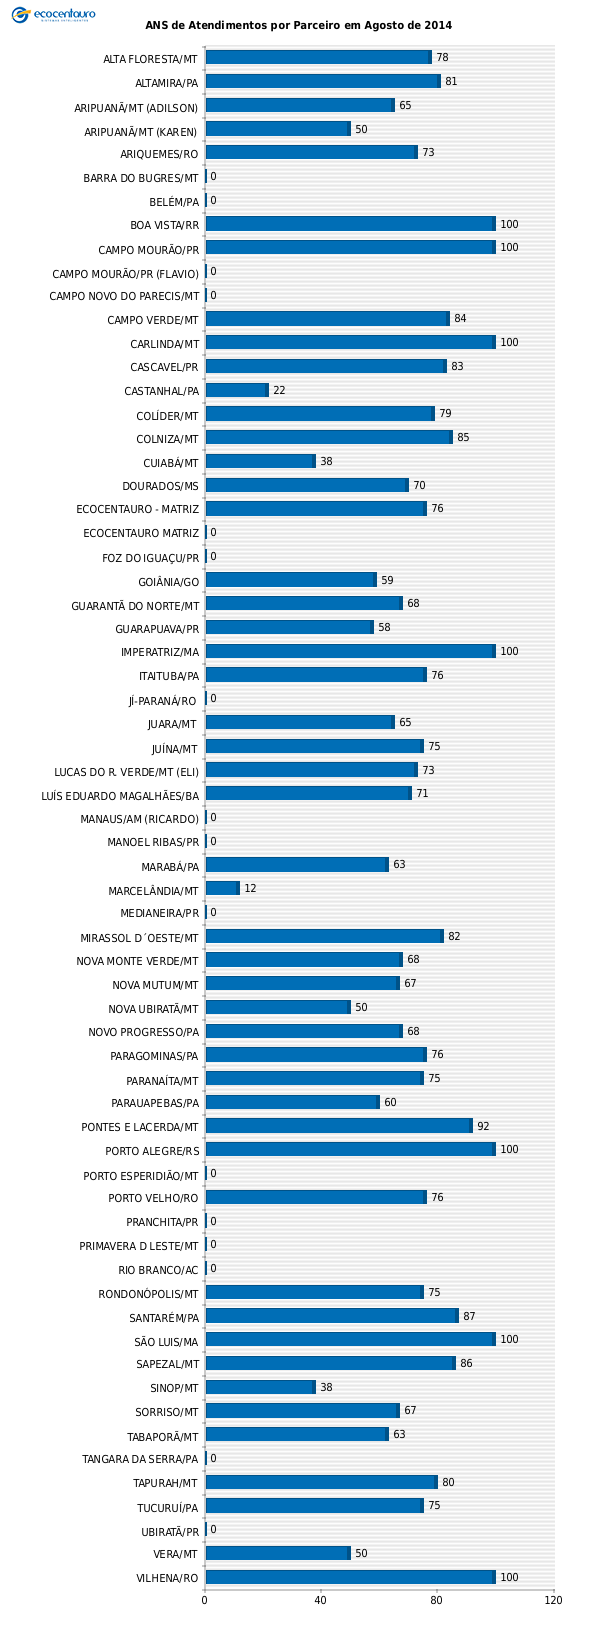 ecocentauro
ANS de Atendimentos por Parceiro em Agosto de 2014
ALTA FLORESTA/MT 78
ALTAMIRA/PA 81
ARIPUANÃ/MT (ADILSON) 65
ARIPUANÃ/MT (KAREN) 50
ARIQUEMES/RO 73
BARRA DO BUGRES/MT 0
BELÉM/PA 0
BOA VISTA/RR 100
CAMPO MOURÃO/PR 100
CAMPO MOURÃO/PR (FLAVIO) 0
CAMPO NOVO DO PARECIS/MT 0
CAMPO VERDE/MT 84
CARLINDA/MT 100
CASCAVEL/PR 83
CASTANHAL/PA 22
COLÍDER/MT 79
COLNIZA/MT 85
CUIABÁ/MT 38
DOURADOS/MS 70
ECOCENTAURO - MATRIZ 76
ECOCENTAURO MATRIZ 0
FOZ DO IGUAÇU/PR 0
GOIÂNIA/GO 59
GUARANTÃ DO NORTE/MT 68
GUARAPUAVA/PR 58
IMPERATRIZ/MA 100
ITAITUBA/PA 76
JÍ-PARANÁ/RO 0
JUARA/MT 65
JUÍNA/MT 75
LUCAS DO R. VERDE/MT (ELI) 73
LUÍS EDUARDO MAGALHÃES/BA 71
MANAUS/AM (RICARDO) 0
MANOEL RIBAS/PR 0
MARABÁ/PA 63
MARCELÂNDIA/MT 12
MEDIANEIRA/PR 0
MIRASSOL D´OESTE/MT 82
NOVA MONTE VERDE/MT 68
NOVA MUTUM/MT 67
NOVA UBIRATÃ/MT 50
NOVO PROGRESSO/PA 68
PARAGOMINAS/PA 76
PARANAÍTA/MT 75
PARAUAPEBAS/PA 60
PONTES E LACERDA/MT 92
PORTO ALEGRE/RS 100
PORTO ESPERIDIÃO/MT 0
PORTO VELHO/RO 76
PRANCHITA/PR 0
PRIMAVERA D LESTE/MT 0
RIO BRANCO/AC 0
RONDONÓPOLIS/MT 75
SANTARÉM/PA 87
SÃO LUIS/MA 100
SAPEZAL/MT 86
SINOP/MT 38
SORRISO/MT 67
TABAPORÃ/MT 63
TANGARA DA SERRA/PA 0
TAPURAH/MT 80
TUCURUÍ/PA 75
UBIRATÃ/PR 0
VERA/MT 50
VILHENA/RO 100
0 40 80 120